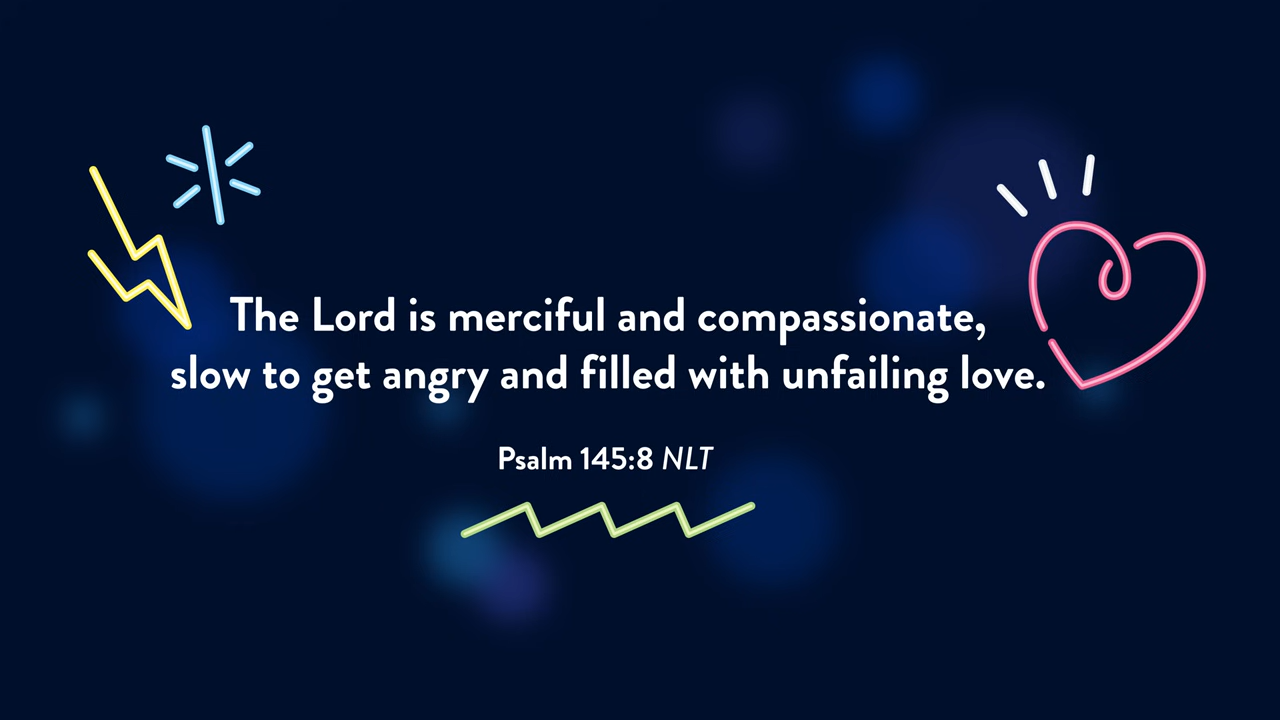 The Lord is merciful and compassionate,
slow to get angry and filled with unfailing love.
Psalm 145:8 NLT